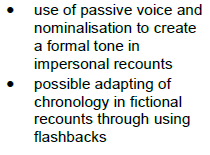 • use of passive voice and
nominalisation to create
a formal tone in
impersonal recounts
• possible adapting of
chronology in fictional
recounts through using
flashbacks